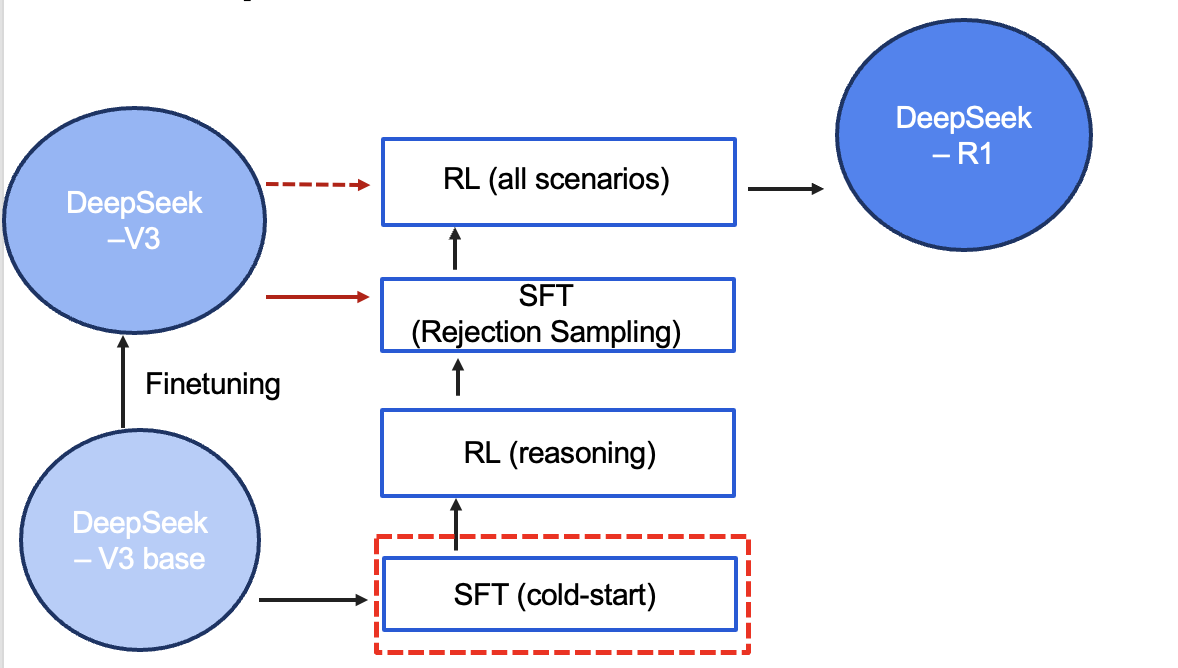 DeepSeek
– R1
DeepSeek
–V3
RL (all scenarios)
SFT
(Rejection Sampling)
Finetuning
RL (reasoning)
DeepSeek
– V3 base
SFT (cold-start)